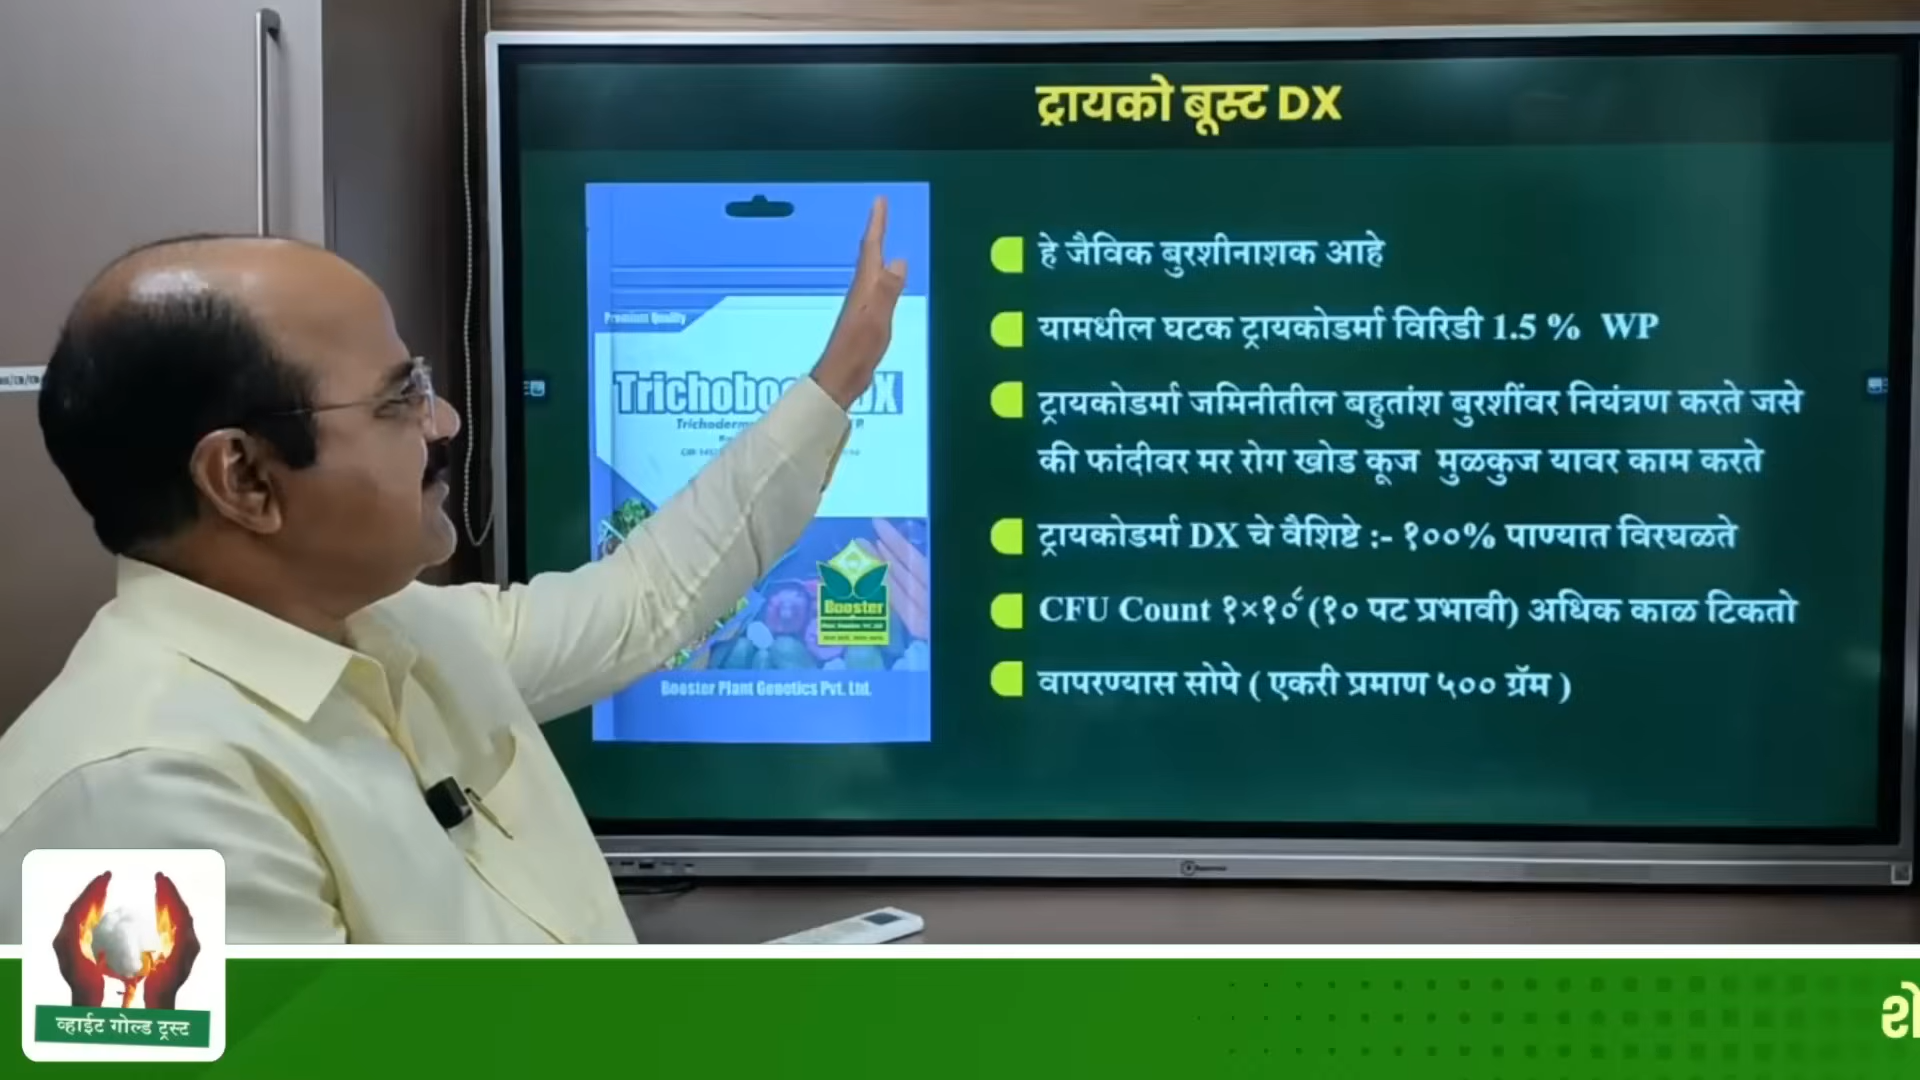 ट्रायको बूस्ट DX
हे जैविक बुरशीनाशक आहे
यामधील घटक ट्रायकोडर्मा विरिडी 1.5 % WP
ट्रायकोडर्मा जमिनीतील बहुतांश बुरशींवर नियंत्रण करते जसे
की फांदीवर मर रोग खोड कूज मुळकुज यावर काम करते
ट्रायकोडर्मा DX चे वैशिष्टे :- १००% पाण्यात विरघळते
CFU Count १×१०९ (१० पट प्रभावी) अधिक काळ टिकतो
वापरण्यास सोपे ( एकरी प्रमाण ५०० ग्रॅम )
Premium Quality
DX
Booster
Booster Plant Genetics Pvt. Ltd.
व्हाईट गोल्ड ट्रस्ट